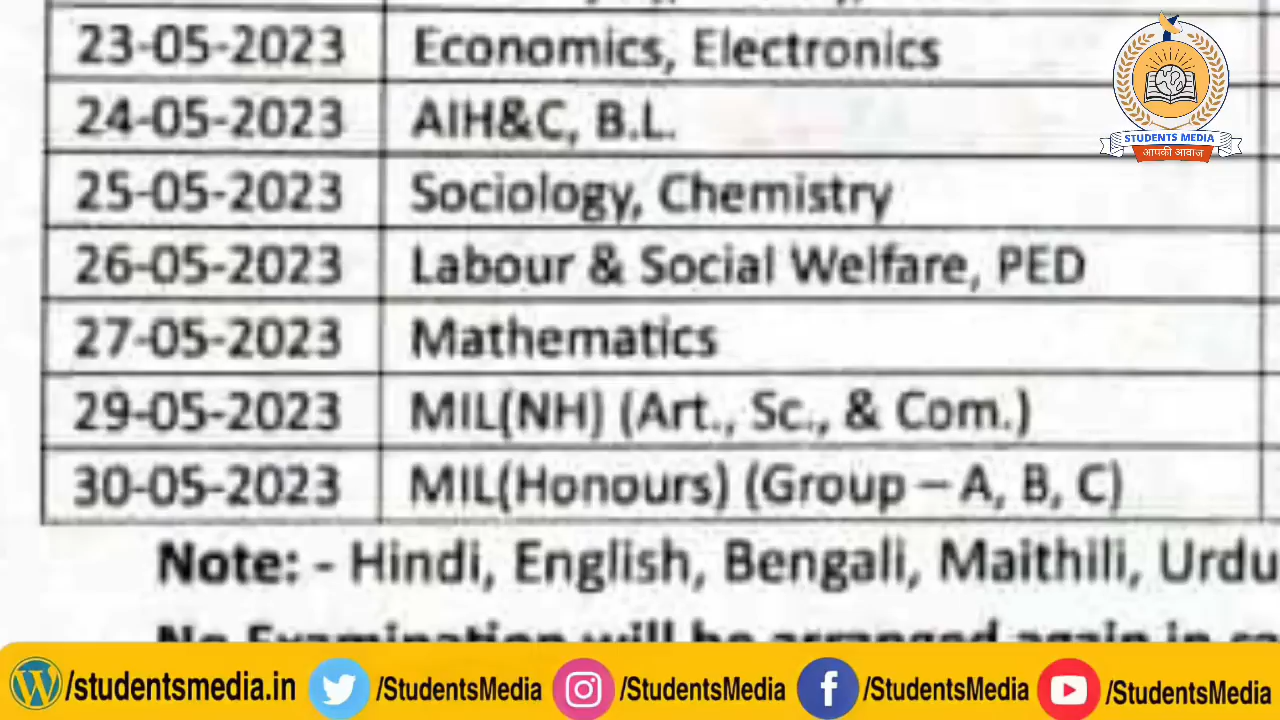 23-05-2023 Economics, Electronics
24-05-2023 AIH&C, B.L.
25-05-2023 Sociology, Chemistry
26-05-2023 Labour & Social Welfare, PED
27-05-2023 Mathematics
29-05-2023 MIL(NH) (Art., Sc., & Com.)
30-05-2023 MIL(Honours) (Group – A, B, C)
Note: - Hindi, English, Bengali, Maithili, Urdu
No Examination will be arranged again in
STUDENTS MEDIA
आपकी आवाज
/studentsmedia.in /StudentsMedia /StudentsMedia /StudentsMedia /StudentsMedia